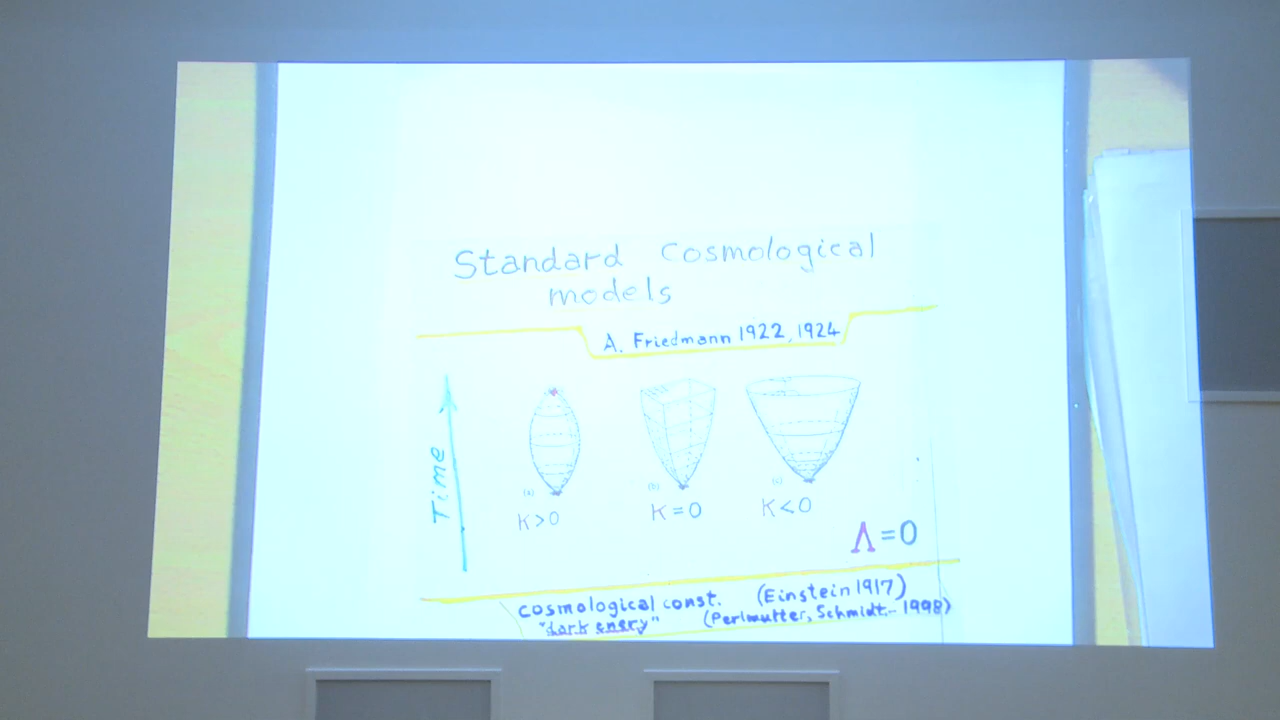 Standard Cosmological
models
A. Friedmann 1922, 1924
Time
(a) (b) (c)
K>0 K=0 K<0
Λ=0
cosmological const. (Einstein 1917)
"dark enery" (Perlmutter, Schmidt.- 1998)